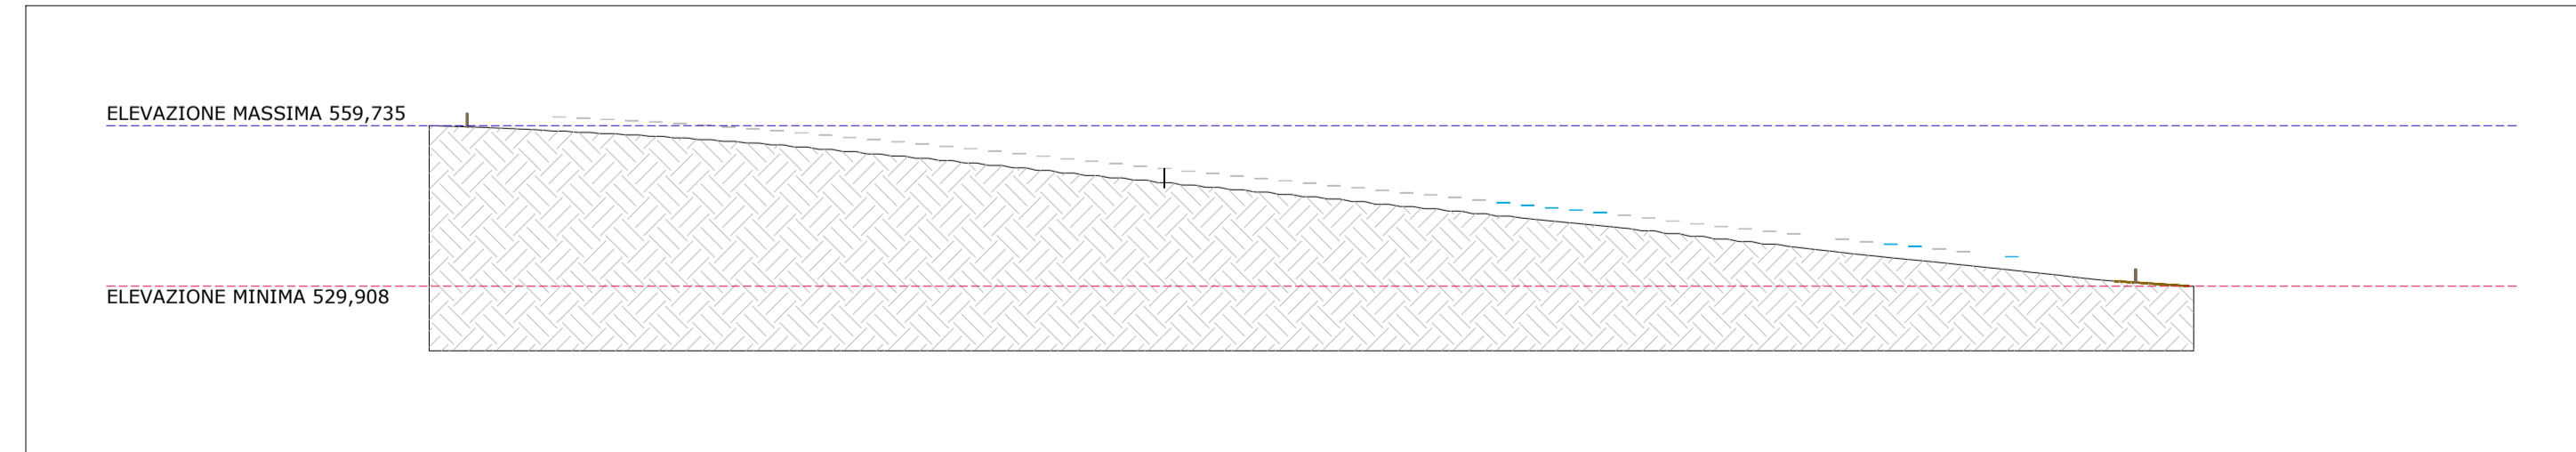 ELEVAZIONE MASSIMA 559,735
ELEVAZIONE MINIMA 529,908